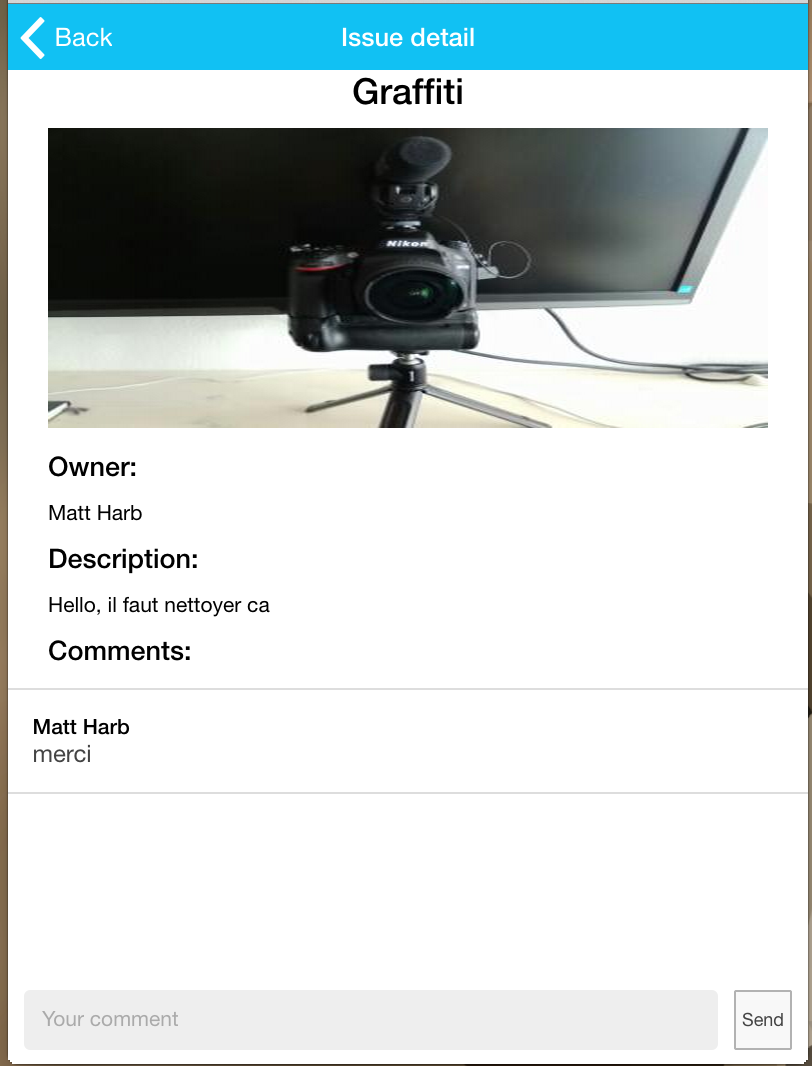 Back
Issue detail
Graffiti
Nikon
Owner:
Matt Harb
Description:
Hello, il faut nettoyer ca
Comments:
Matt Harb
merci
Your comment
Send